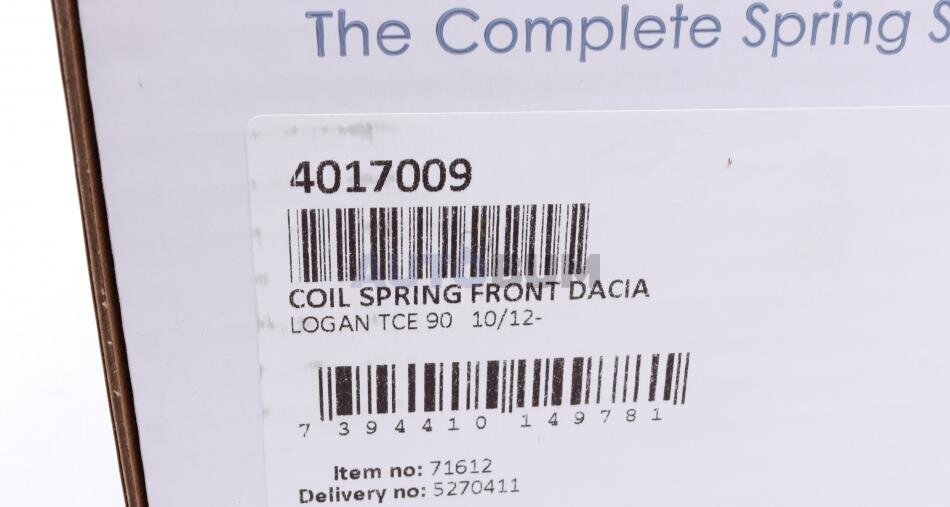 The Complete Spring S
4017009
COIL SPRING FRONT DACIA
LOGAN TCE 90 10/12-
7 394410 149781
Item no: 71612
Delivery no: 5270411